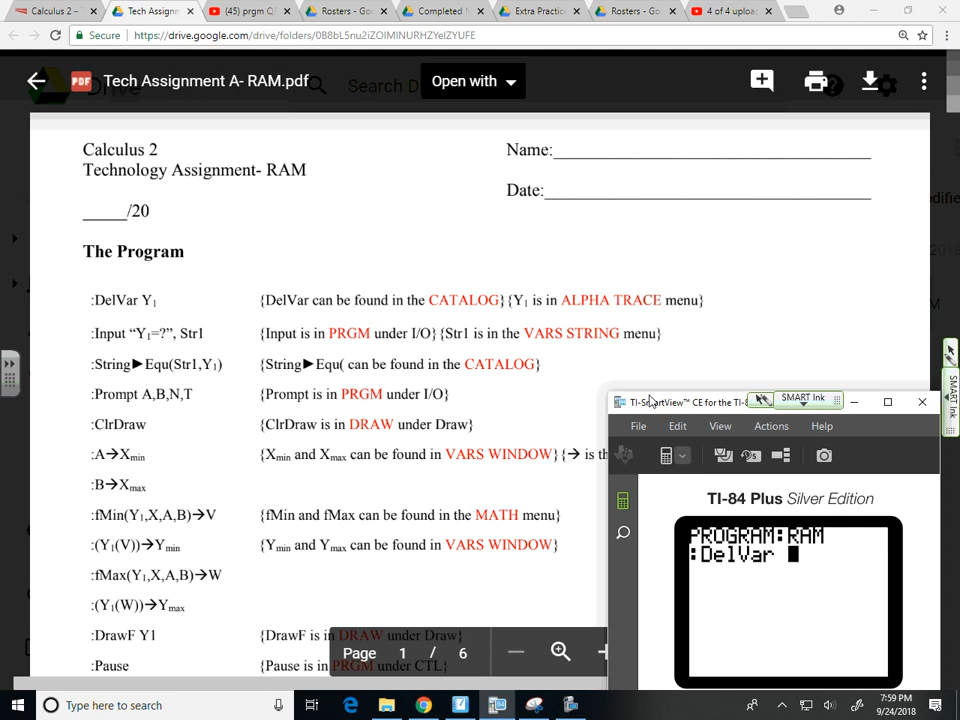 Calculus 2 –
Tech Assignm
(45) prgm QF
Rosters - Go
Completed N
Extra Practic
Rosters - Go
4 of 4 uploa
Secure
https://drive.google.com/drive/folders/0B8bL5nu2iZOlMlNURHZYelZYUFE
PDF
Tech Assignment A- RAM.pdf
Search D
Open with
Calculus 2
Technology Assignment- RAM
_____/20
Name:
Date:
The Program
:DelVar Y₁ {DelVar can be found in the CATALOG}{Y₁ is in ALPHA TRACE menu}
:Input “Y₁=?”, Str1 {Input is in PRGM under I/O}{Str1 is in the VARS STRING menu}
:String►Equ(Str1,Y₁) {String►Equ( can be found in the CATALOG}
:Prompt A,B,N,T {Prompt is in PRGM under I/O}
:ClrDraw {ClrDraw is in DRAW under Draw}
:A→Xmin {Xmin and Xmax can be found in VARS WINDOW}{→ is th
:B→Xmax
:fMin(Y₁,X,A,B)→V {fMin and fMax can be found in the MATH menu}
:(Y₁(V))→Ymin {Ymin and Ymax can be found in VARS WINDOW}
:fMax(Y₁,X,A,B)→W
:(Y₁(W))→Ymax
:DrawF Y1 {DrawF is in DRAW under Draw}
:Pause {Pause is in PRGM under CTL}
Page 1 / 6
TI-SmartView™ CE for the TI-8
SMART Ink
File Edit View Actions Help
TI-84 Plus Silver Edition
PROGRAM:RAM
:DelVar
SMART Ink
Type here to search
7:59 PM
9/24/2018